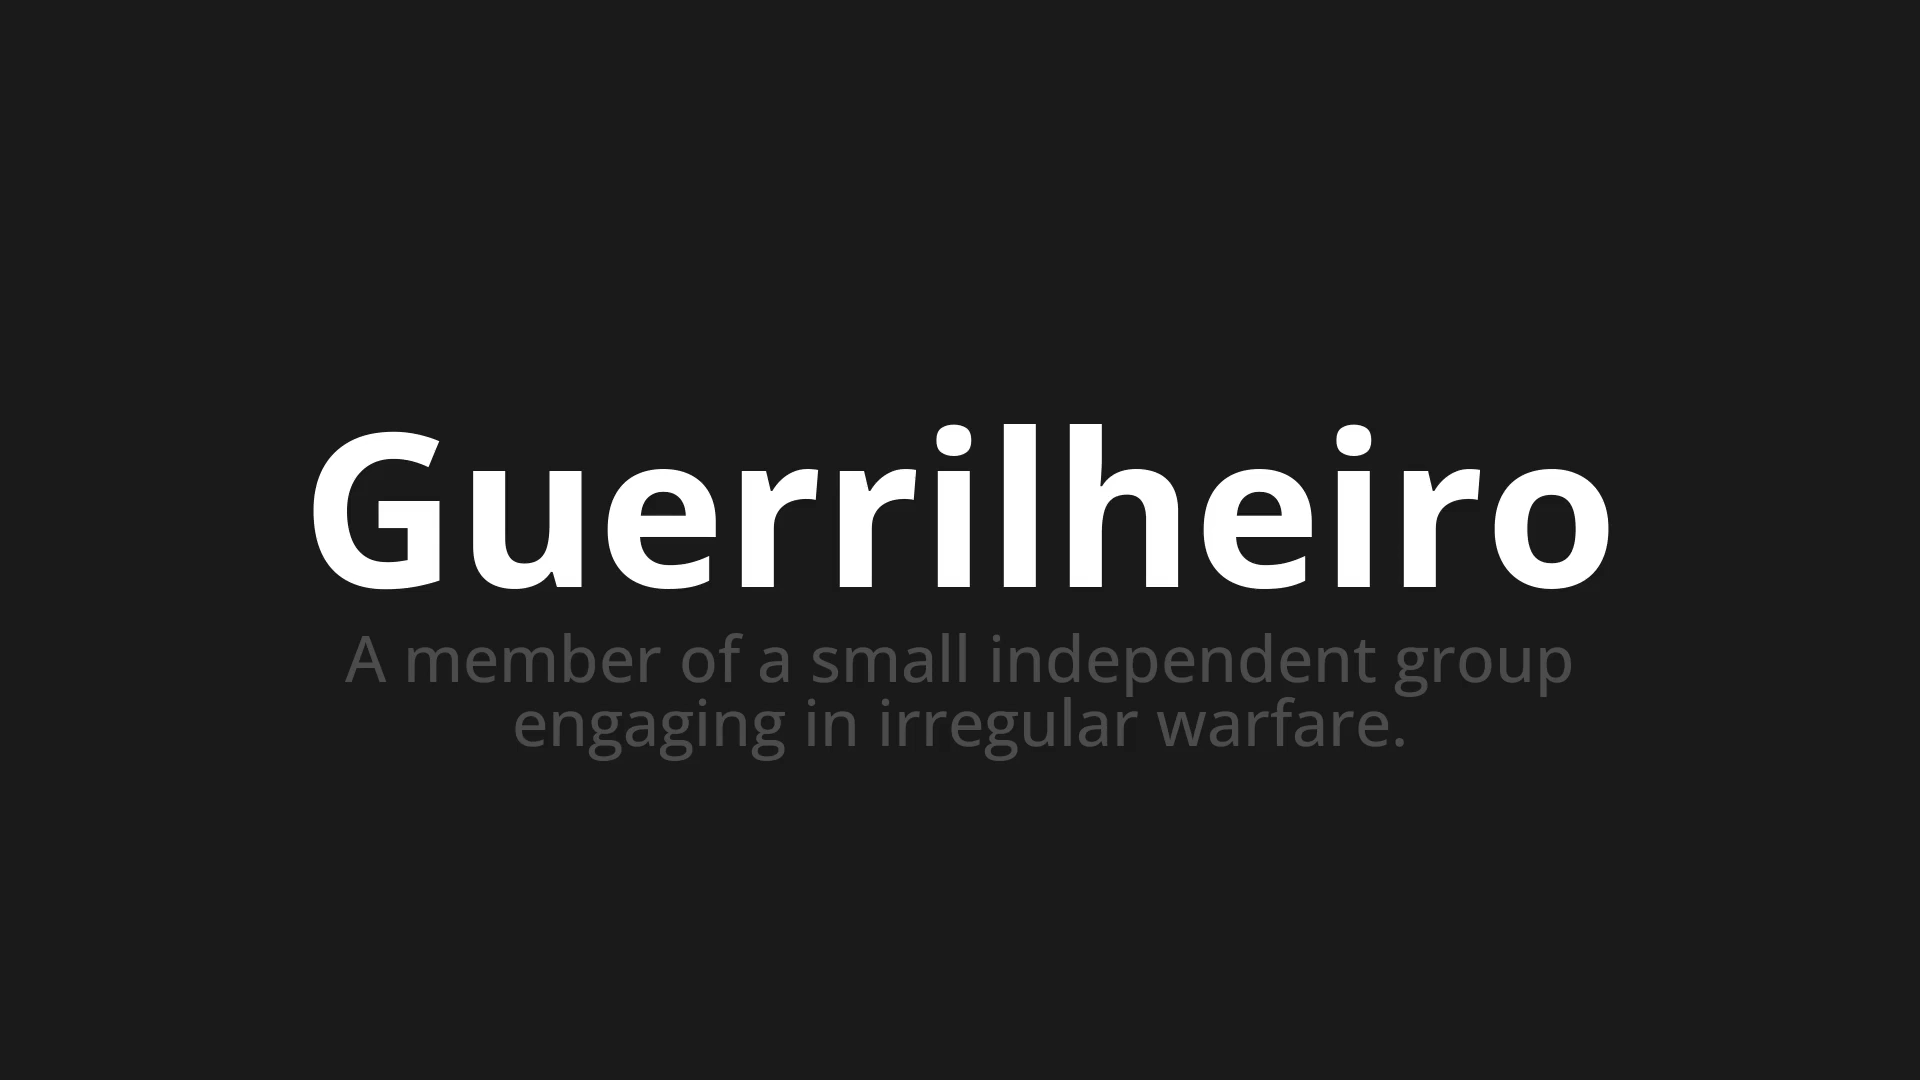 Guerrilheiro
A member of a small independent group
engaging in irregular warfare.